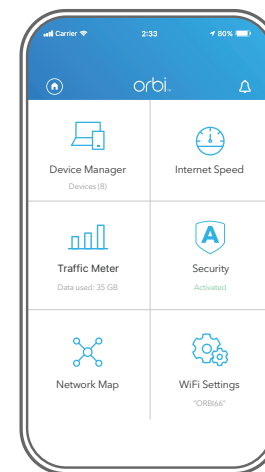 Carrier 2:33 80%
orbi
Device Manager
Devices (8)
Internet Speed
Traffic Meter
Data used: 35 GB
A
Security
Activated
Network Map
WiFi Settings
"ORBI66"